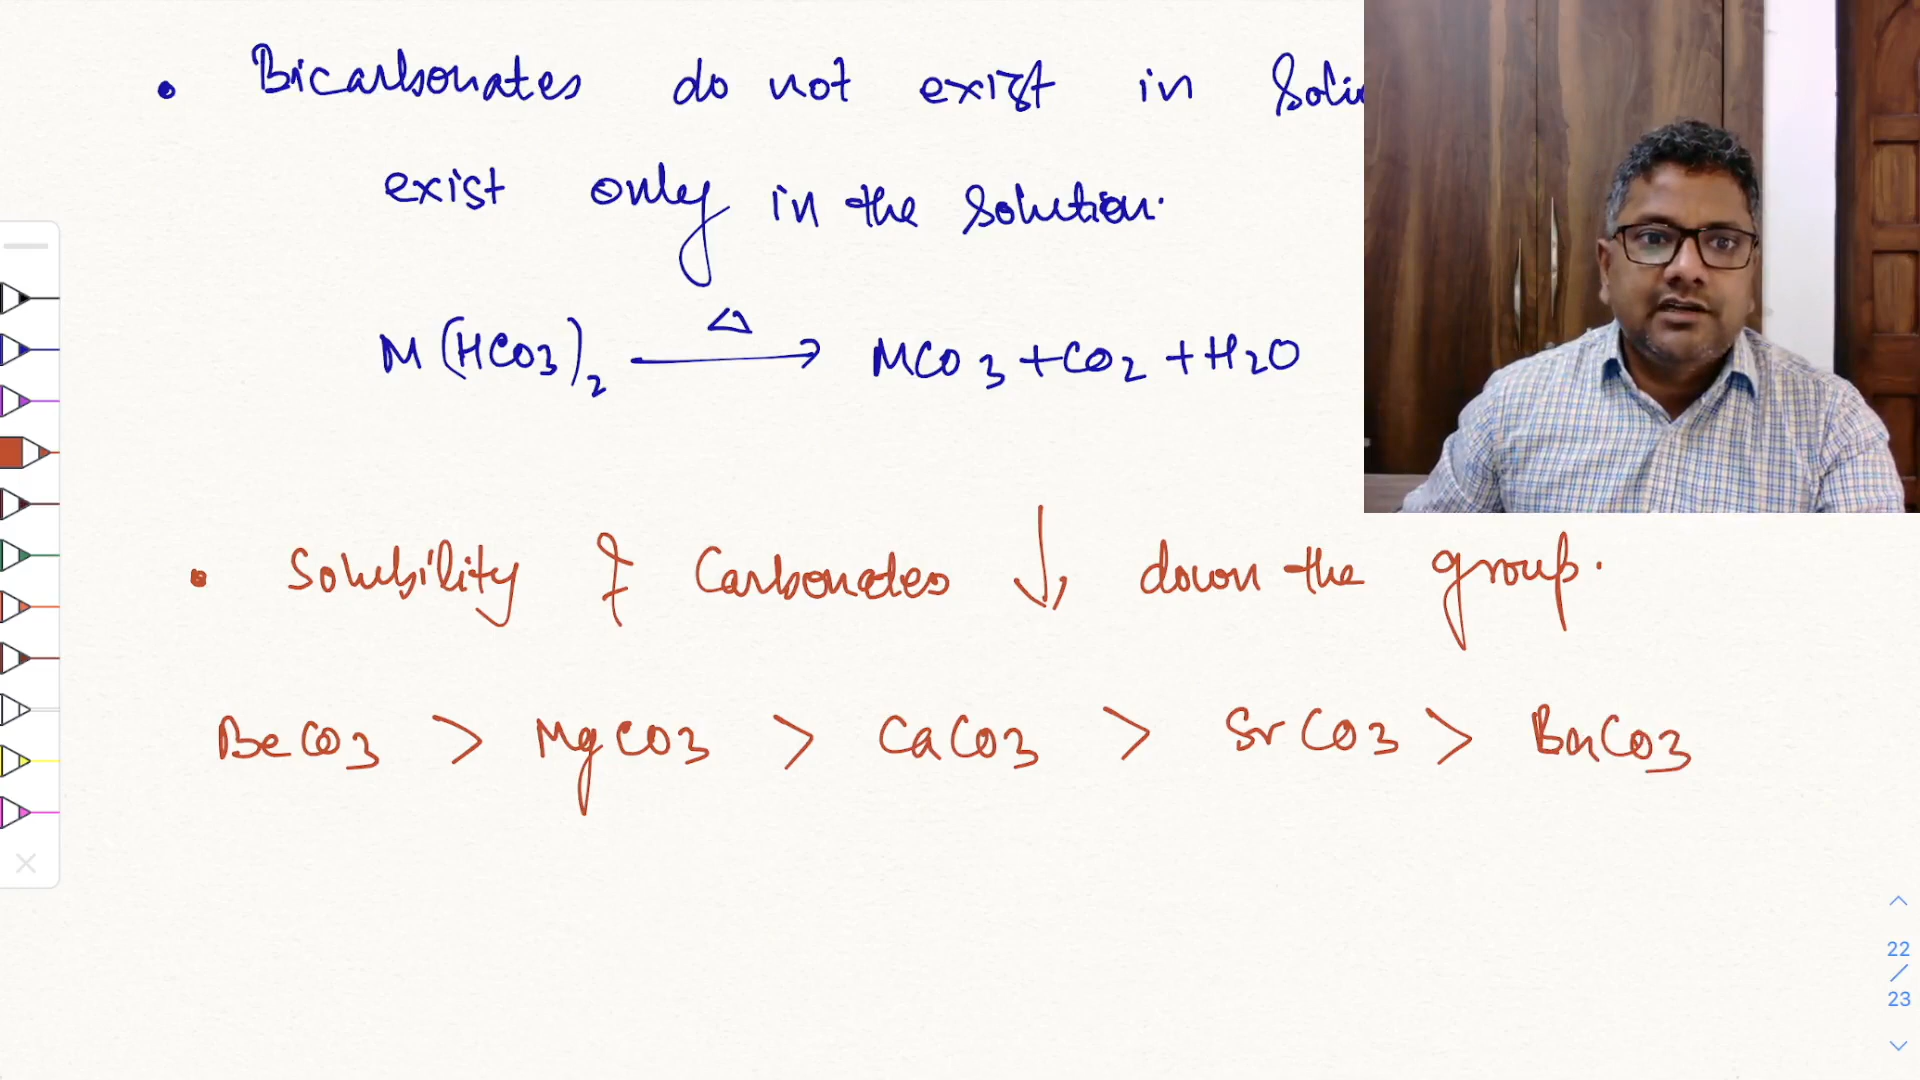 • Bicarbonates do not exist in
exist only in the solution.
M(HCO3)2 —Δ→ MCO3 + CO2 + H2O
• Solubility of Carbonates ↓ down the group.
BeCO3 > MgCO3 > CaCO3 > SrCO3 > BaCO3
22
/
23